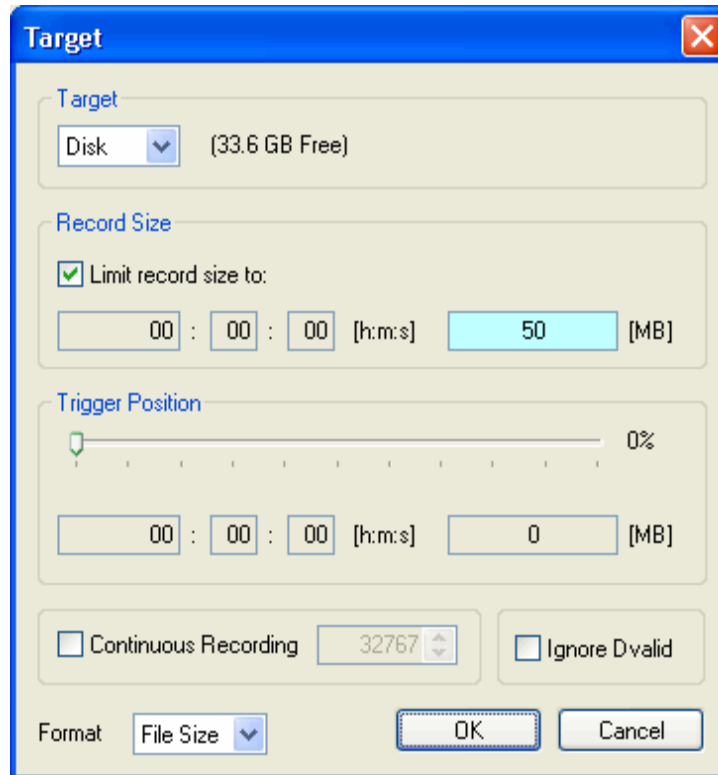 Target
Target
Disk (33.6 GB Free)
Record Size
Limit record size to:
00 : 00 : 00 [h:m:s] 50 [MB]
Trigger Position
0%
00 : 00 : 00 [h:m:s] 0 [MB]
Continuous Recording 32767 Ignore Dvalid
Format File Size OK Cancel